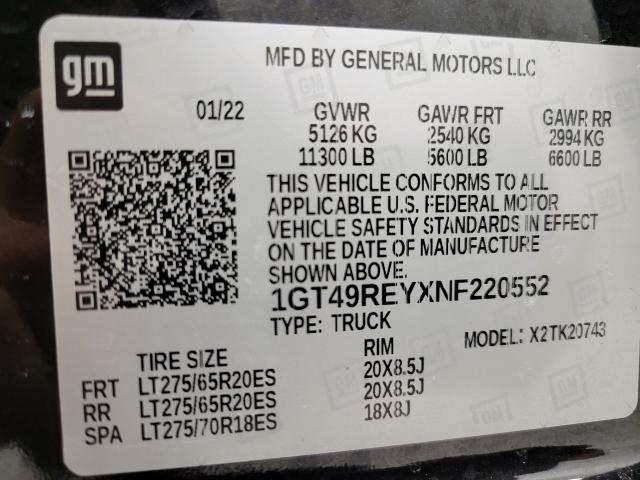 gm
MFD BY GENERAL MOTORS LLC
01/22 GVWR GAWR FRT GAWR RR
5126 KG 2540 KG 2994 KG
11300 LB 5600 LB 6600 LB
THIS VEHICLE CONFORMS TO ALL
APPLICABLE U.S. FEDERAL MOTOR
VEHICLE SAFETY STANDARDS IN EFFECT
ON THE DATE OF MANUFACTURE
SHOWN ABOVE.
1GT49REYXNF220552
TYPE: TRUCK MODEL: X2TK20743
TIRE SIZE RIM
FRT LT275/65R20ES 20X8.5J
RR LT275/65R20ES 20X8.5J
SPA LT275/70R18ES 18X8J